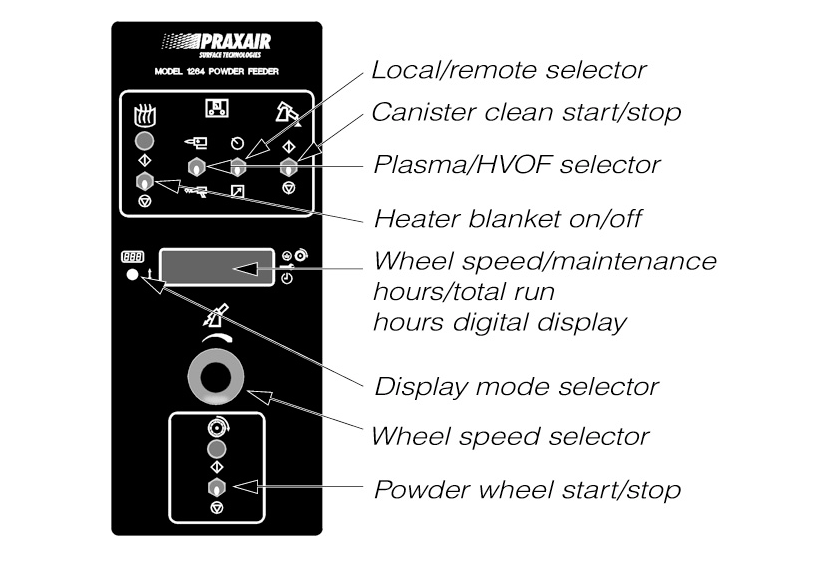 PRAXAIR
SURFACE TECHNOLOGIES
MODEL 1264 POWDER FEEDER
Local/remote selector
Canister clean start/stop
Plasma/HVOF selector
Heater blanket on/off
Wheel speed/maintenance
hours/total run
hours digital display
Display mode selector
Wheel speed selector
Powder wheel start/stop